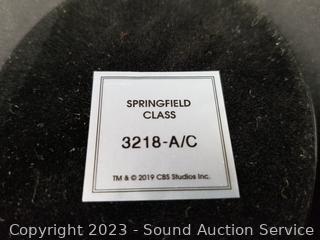 SPRINGFIELD
CLASS
3218-A/C
TM & © 2019 CBS Studios Inc.
Copyright 2023 - Sound Auction Service